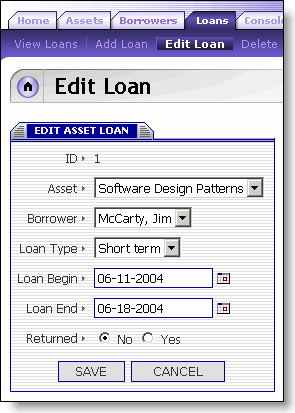 Home Assets Borrowers Loans Console
View Loans Add Loan Edit Loan Delete
Edit Loan
EDIT ASSET LOAN
ID 1
Asset Software Design Patterns
Borrower McCarty, Jim
Loan Type Short term
Loan Begin 06-11-2004
Loan End 06-18-2004
Returned No Yes
SAVE CANCEL